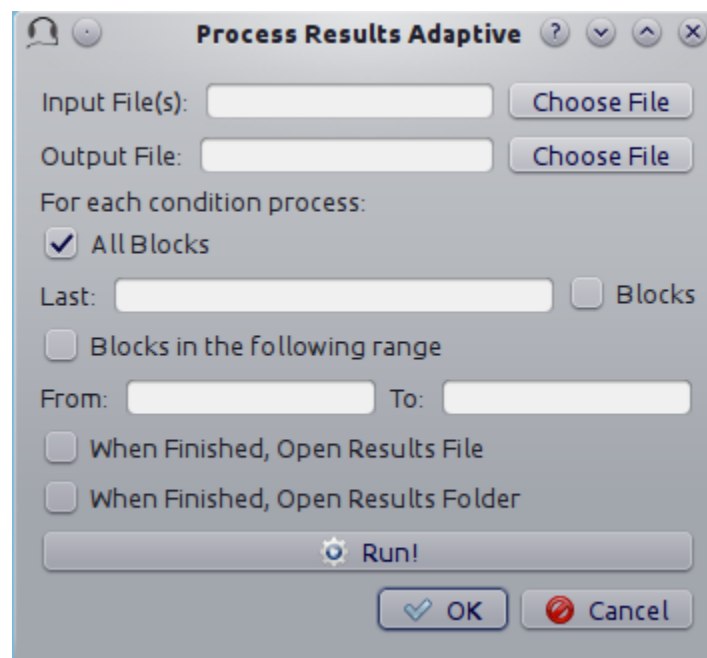 Process Results Adaptive ?
Input File(s): Choose File
Output File: Choose File
For each condition process:
All Blocks
Last: Blocks
Blocks in the following range
From: To:
When Finished, Open Results File
When Finished, Open Results Folder
Run!
OK Cancel